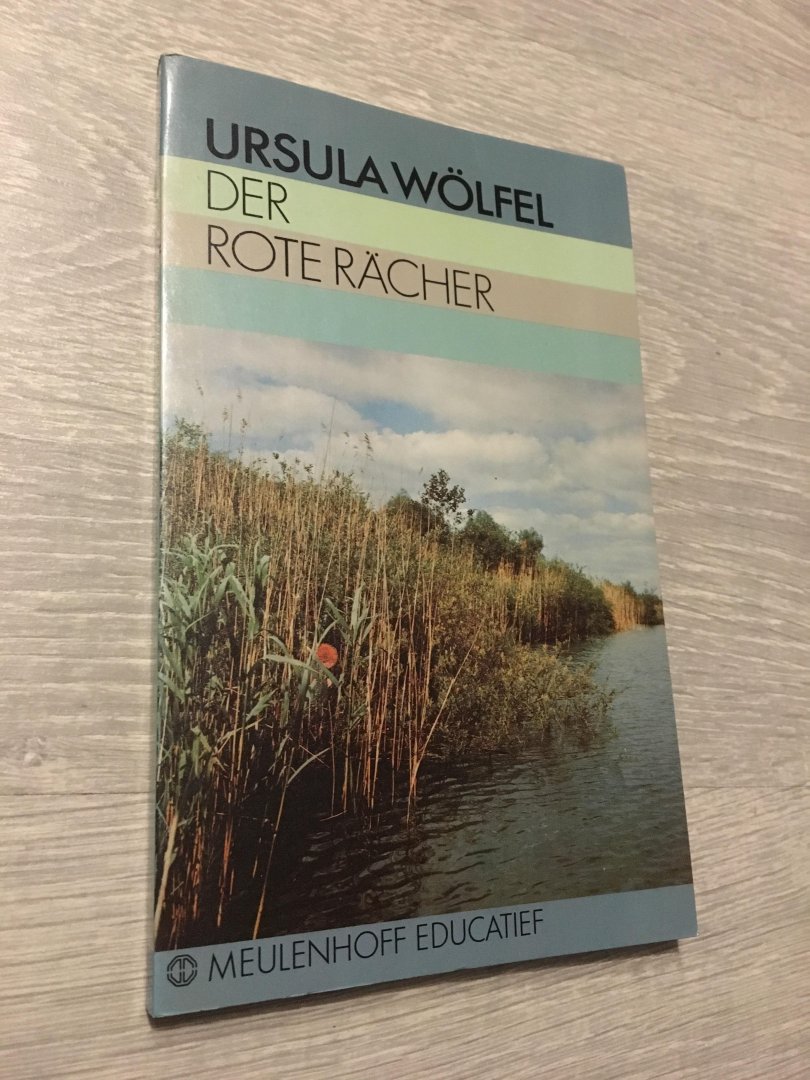 URSULA WÖLFEL
DER
ROTE RÄCHER
MEULENHOFF EDUCATIEF